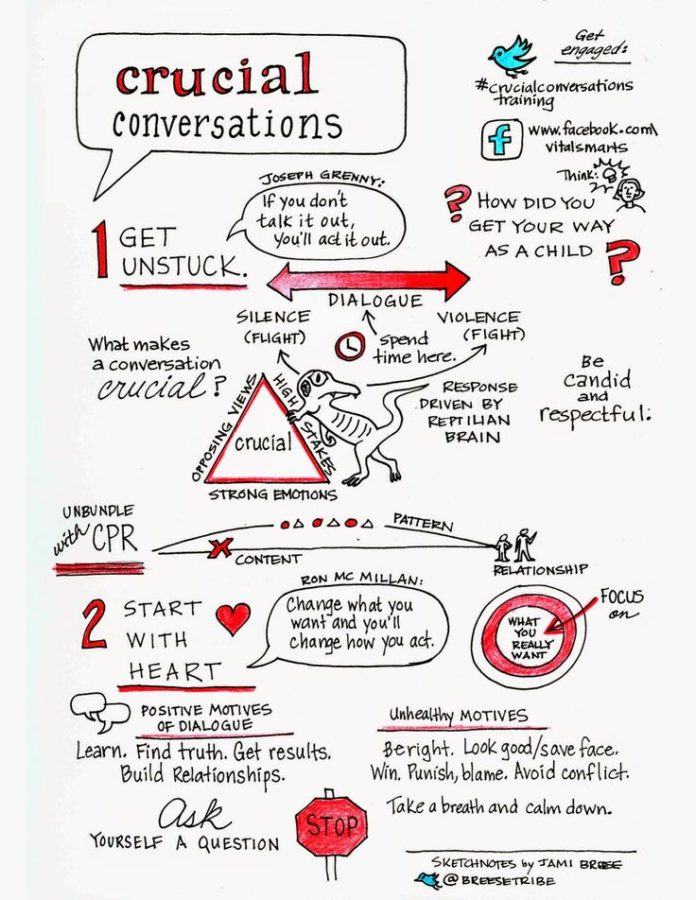 crucial
conversations
Get
engaged:
#crucialconversations
training
f
www.facebook.com\
vitalsmarts
Think:
? HOW DID YOU
GET YOUR WAY
AS A CHILD ?
JOSEPH GRENNY:
If you don't
talk it out,
you'll act it out.
1 GET
UNSTUCK.
DIALOGUE
SILENCE
(FLIGHT)
spend
time here.
VIOLENCE
(FIGHT)
What makes
a conversation
crucial?
OPPOSING VIEWS
HIGH STAKES
crucial
STRONG EMOTIONS
RESPONSE
DRIVEN BY
REPTILIAN
BRAIN
Be
candid
and
respectful.
UNBUNDLE
with CPR
PATTERN
CONTENT
RELATIONSHIP
2 START
WITH
HEART
RON MC MILLAN:
Change what you
want and you'll
change how you act.
WHAT
YOU
REALLY
WANT
FOCUS
on
POSITIVE MOTIVES
OF DIALOGUE
Learn. Find truth. Get results.
Build Relationships.
Unhealthy MOTIVES
Be right. Look good/save face.
Win. Punish, blame. Avoid conflict.
Ask
YOURSELF A QUESTION
STOP
Take a breath and calm down.
SKETCHNOTES by JAMI
@BREESETRIBE